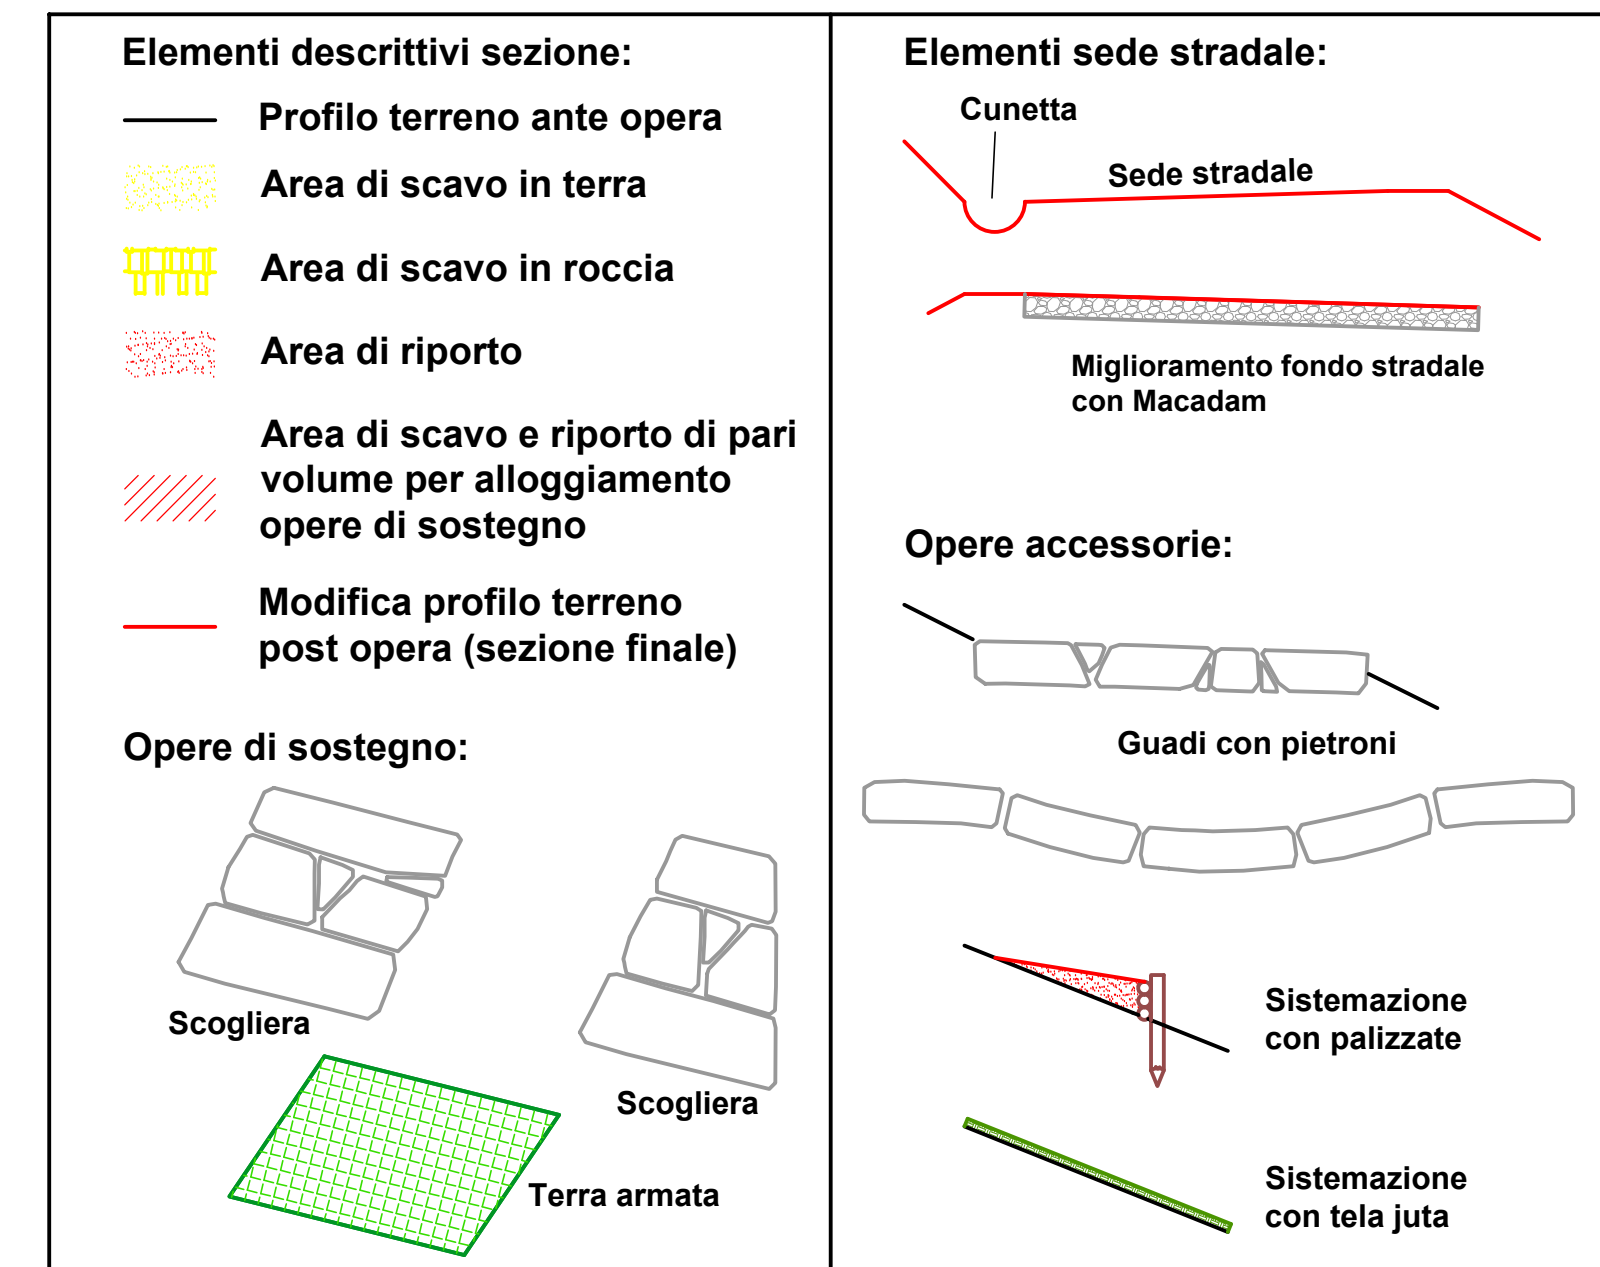 Elementi descrittivi sezione:
Profilo terreno ante opera
Area di scavo in terra
Area di scavo in roccia
Area di riporto
Area di scavo e riporto di pari
volume per alloggiamento
opere di sostegno
Modifica profilo terreno
post opera (sezione finale)
Opere di sostegno:
Scogliera
Scogliera
Terra armata
Elementi sede stradale:
Cunetta
Sede stradale
Miglioramento fondo stradale
con Macadam
Opere accessorie:
Guadi con pietroni
Sistemazione
con palizzate
Sistemazione
con tela juta